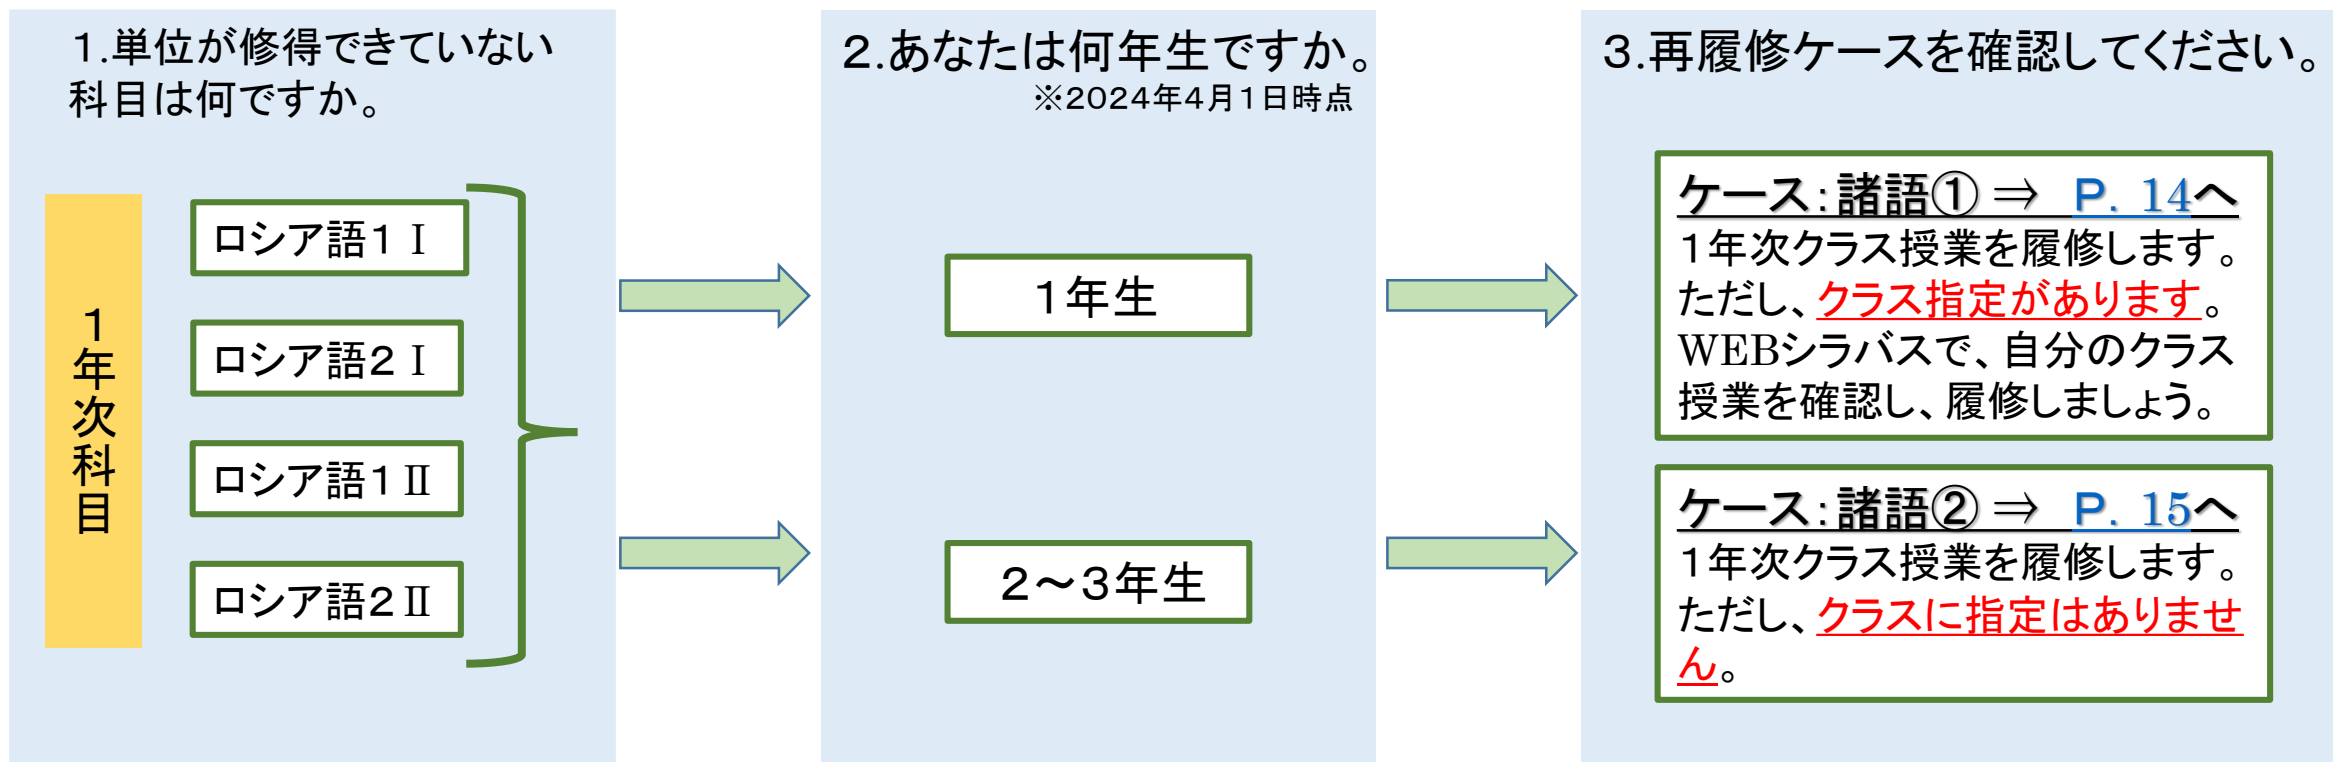 １.単位が修得できていない
科目は何ですか。
１年次科目
ロシア語１Ⅰ
ロシア語２Ⅰ
ロシア語１Ⅱ
ロシア語２Ⅱ
２.あなたは何年生ですか。
※２０２４年４月１日時点
１年生
２～３年生
３.再履修ケースを確認してください。
ケース：諸語① ⇒ Ｐ．14へ
１年次クラス授業を履修します。
ただし、クラス指定があります。
WEBシラバスで、自分のクラス
授業を確認し、履修しましょう。
ケース：諸語② ⇒ Ｐ．15へ
１年次クラス授業を履修します。
ただし、クラスに指定はありませ
ん。